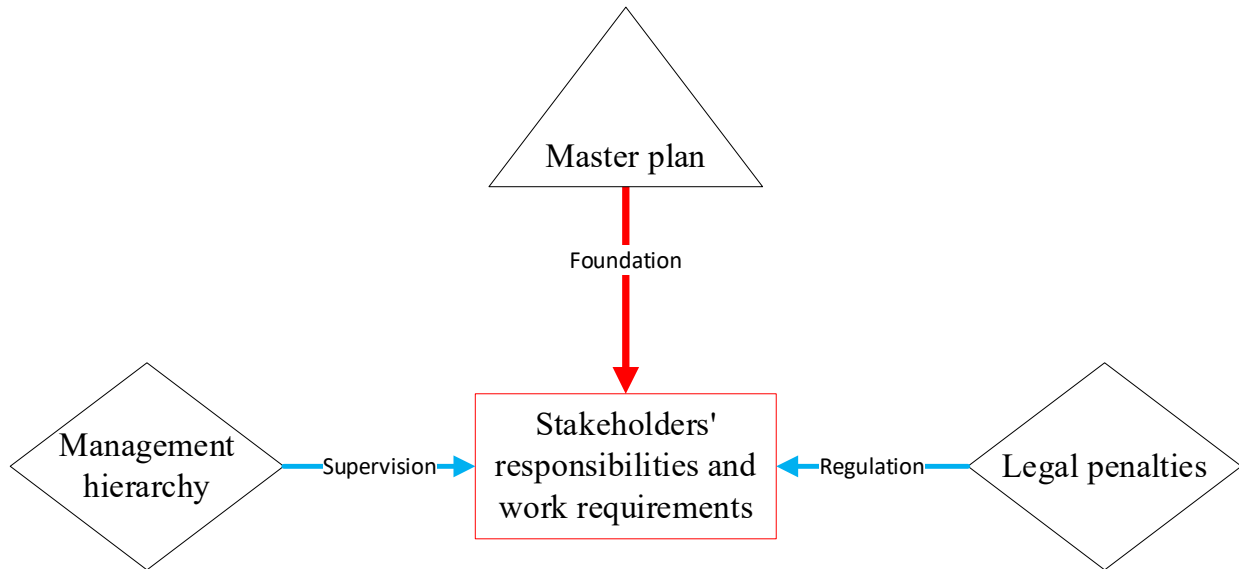 Master plan
Foundation
Management
hierarchy
Supervision
Stakeholders'
responsibilities and
work requirements
Regulation
Legal penalties